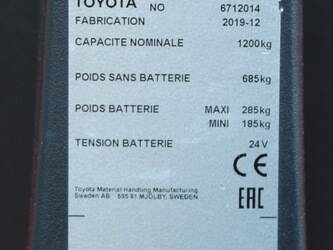 TOYOTA NO 6712014
FABRICATION 2019-12
CAPACITE NOMINALE 1200kg
POIDS SANS BATTERIE 685kg
POIDS BATTERIE MAXI 285kg
MINI 185kg
TENSION BATTERIE 24V
CE
Toyota Material Handling Manufacturing
Sweden AB 595 81 MJÖLBY, SWEDEN
EAC